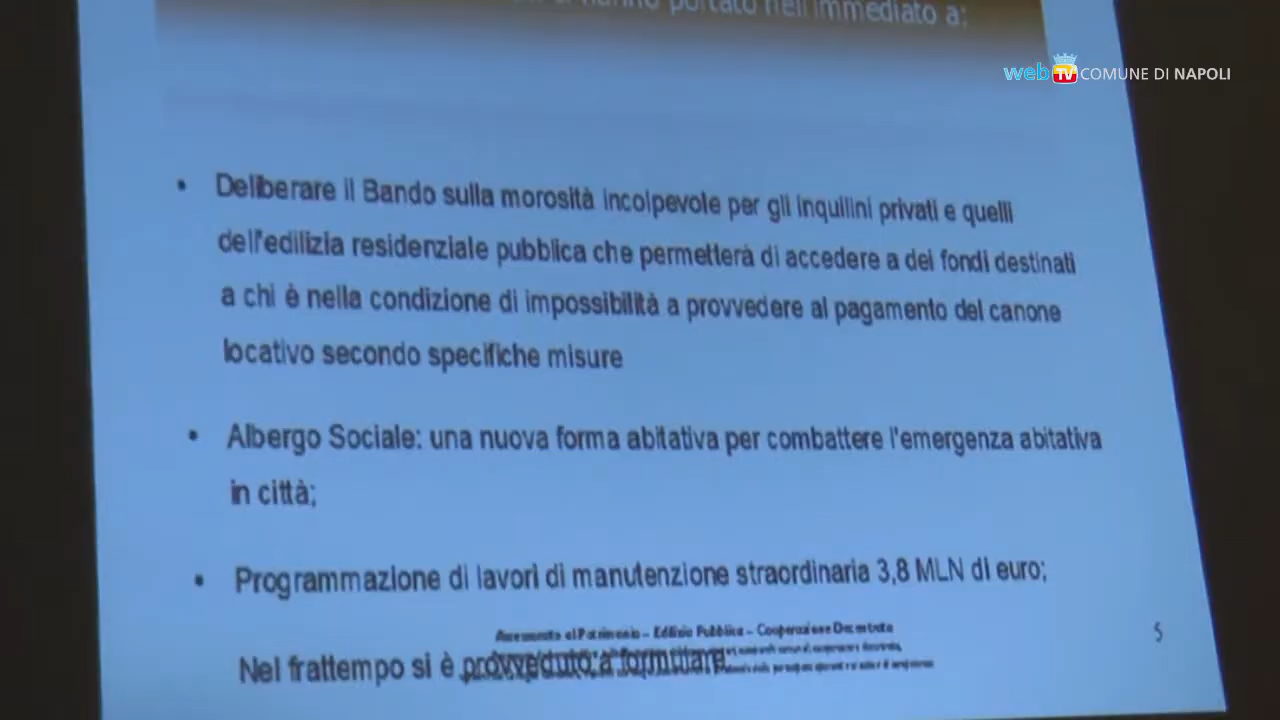 hanno portato nell'immediato a:
web TV COMUNE DI NAPOLI
• Deliberare il Bando sulla morosità incolpevole per gli inquilini privati e quelli
dell'edilizia residenziale pubblica che permetterà di accedere a dei fondi destinati
a chi è nella condizione di impossibilità a provvedere al pagamento del canone
locativo secondo specifiche misure
• Albergo Sociale: una nuova forma abitativa per combattere l'emergenza abitativa
in città;
• Programmazione di lavori di manutenzione straordinaria 3,8 MLN di euro;
Assessorato al Patrimonio – Edilizia Pubblica – Cooperazione Decentrata
5
Nel frattempo si è provveduto a formulare